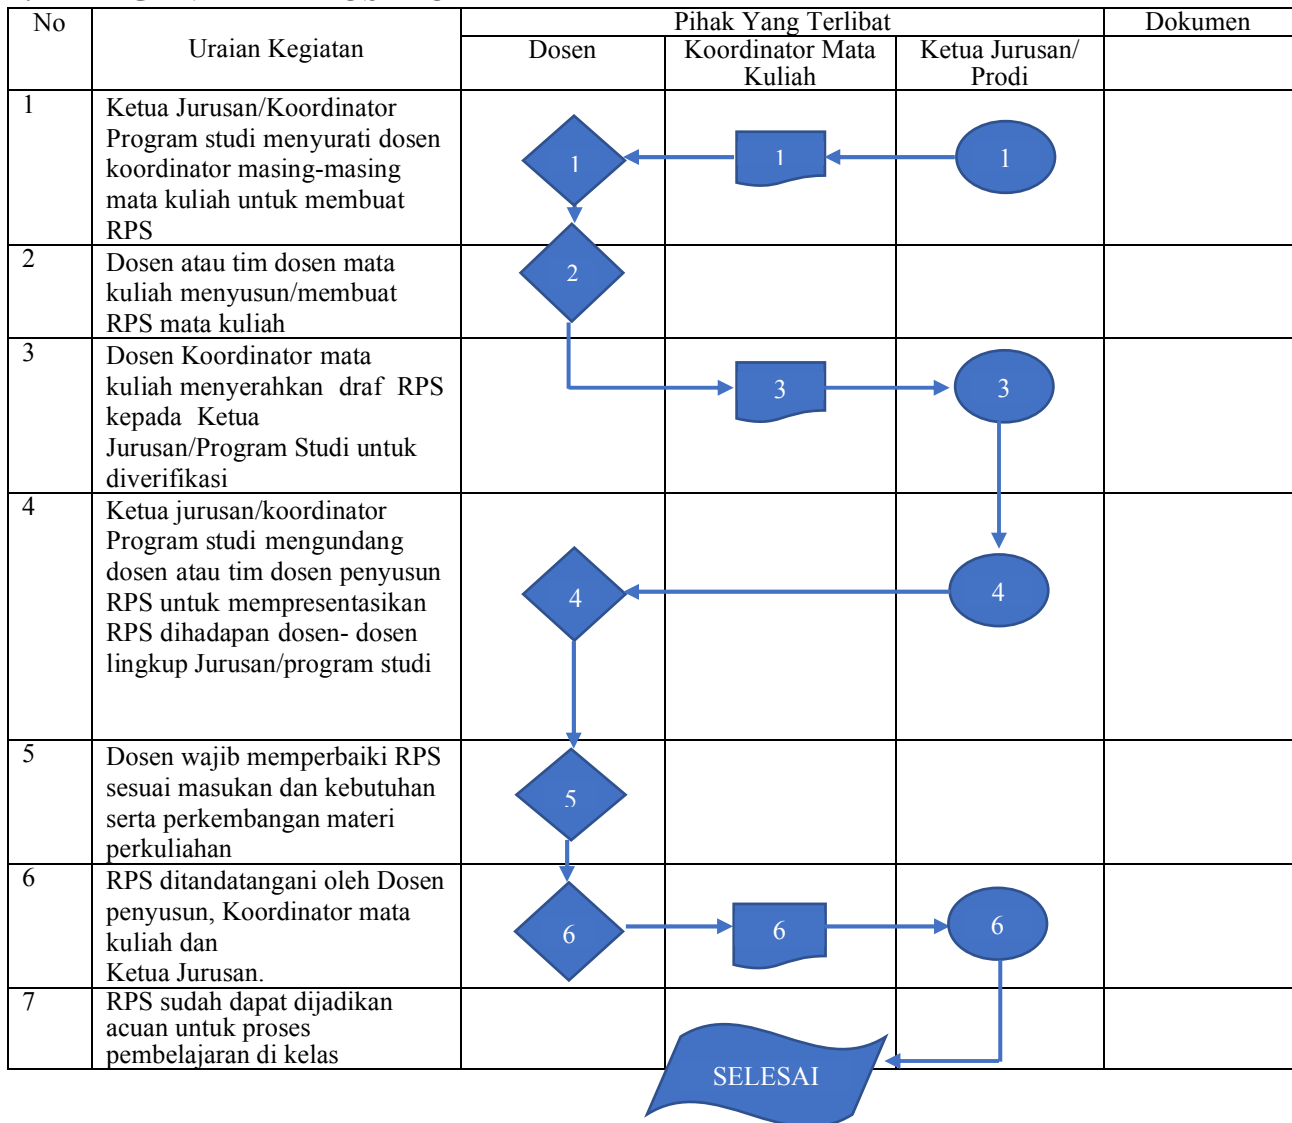 No
Uraian Kegiatan
Pihak Yang Terlibat
Dokumen
Dosen
Koordinator Mata
Kuliah
Ketua Jurusan/
Prodi
1
Ketua Jurusan/Koordinator
Program studi menyurati dosen
koordinator masing-masing
mata kuliah untuk membuat
RPS
1
1
1
2
Dosen atau tim dosen mata
kuliah menyusun/membuat
RPS mata kuliah
2
3
Dosen Koordinator mata
kuliah menyerahkan draf RPS
kepada Ketua
Jurusan/Program Studi untuk
diverifikasi
3
3
4
Ketua jurusan/koordinator
Program studi mengundang
dosen atau tim dosen penyusun
RPS untuk mempresentasikan
RPS dihadapan dosen- dosen
lingkup Jurusan/program studi
4
4
5
Dosen wajib memperbaiki RPS
sesuai masukan dan kebutuhan
serta perkembangan materi
perkuliahan
5
6
RPS ditandatangani oleh Dosen
penyusun, Koordinator mata
kuliah dan
Ketua Jurusan.
6
6
6
7
RPS sudah dapat dijadikan
acuan untuk proses
pembelajaran di kelas
SELESAI